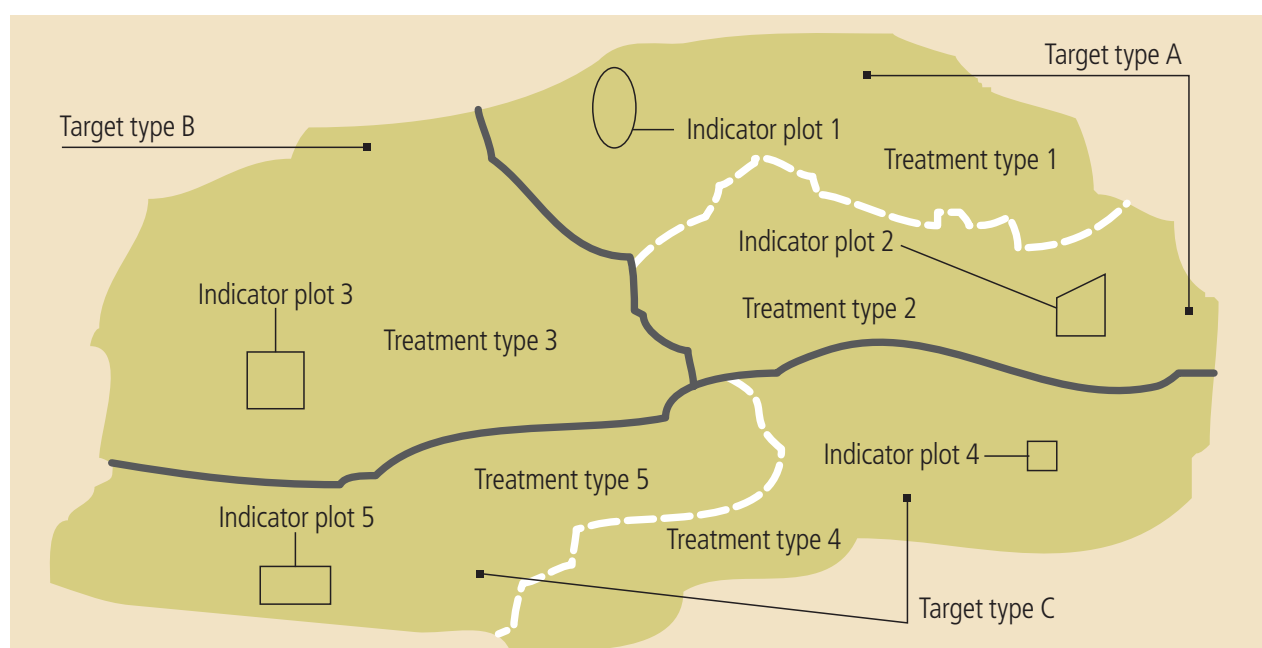 Target type A
Target type B
Indicator plot 1
Treatment type 1
Indicator plot 2
Indicator plot 3
Treatment type 2
Treatment type 3
Indicator plot 4
Treatment type 5
Indicator plot 5
Treatment type 4
Target type C